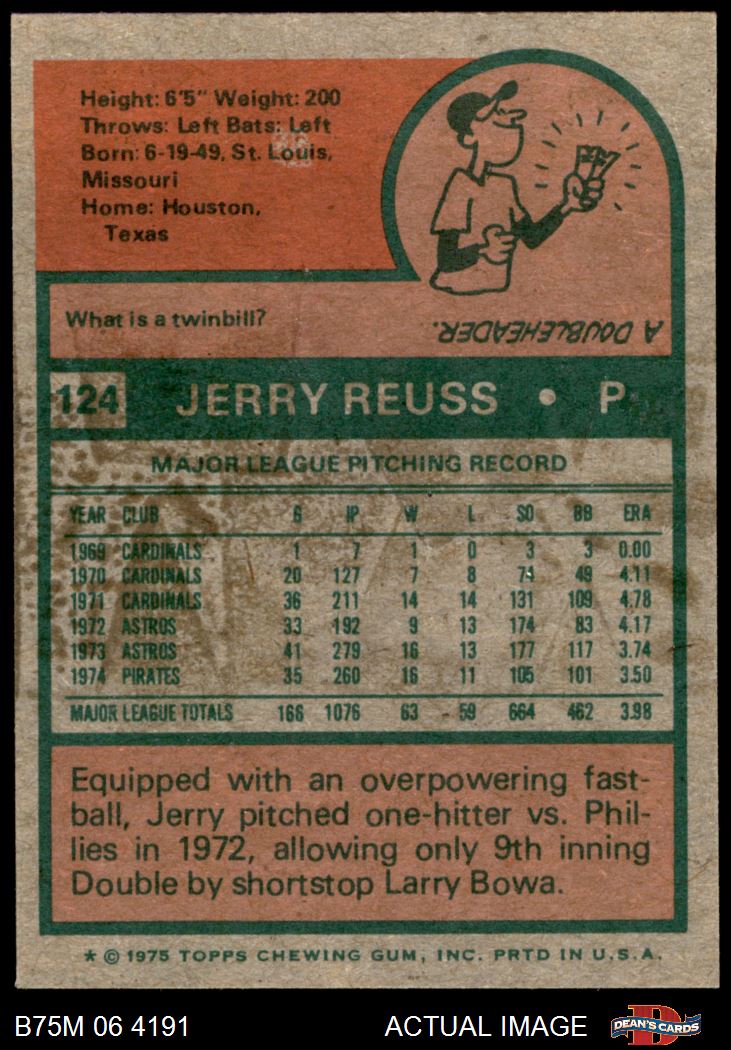 Height: 6'5" Weight: 200
Throws: Left Bats: Left
Born: 6-19-49, St. Louis,
Missouri
Home: Houston,
Texas
What is a twinbill?
A DOUBLEHEADER.
124 JERRY REUSS • P
MAJOR LEAGUE PITCHING RECORD
YEAR CLUB G IP W L SO BB ERA
1969 CARDINALS 1 7 1 0 3 3 0.00
1970 CARDINALS 20 127 7 8 74 49 4.11
1971 CARDINALS 36 211 14 14 131 109 4.78
1972 ASTROS 33 192 9 13 174 83 4.17
1973 ASTROS 41 279 16 13 177 117 3.74
1974 PIRATES 35 260 16 11 105 101 3.50
MAJOR LEAGUE TOTALS 166 1076 63 59 664 462 3.98
Equipped with an overpowering fast-
ball, Jerry pitched one-hitter vs. Phil-
lies in 1972, allowing only 9th inning
Double by shortstop Larry Bowa.
* © 1975 TOPPS CHEWING GUM, INC. PRTD IN U.S.A.
B75M 06 4191 ACTUAL IMAGE
D
DEAN'S CARDS